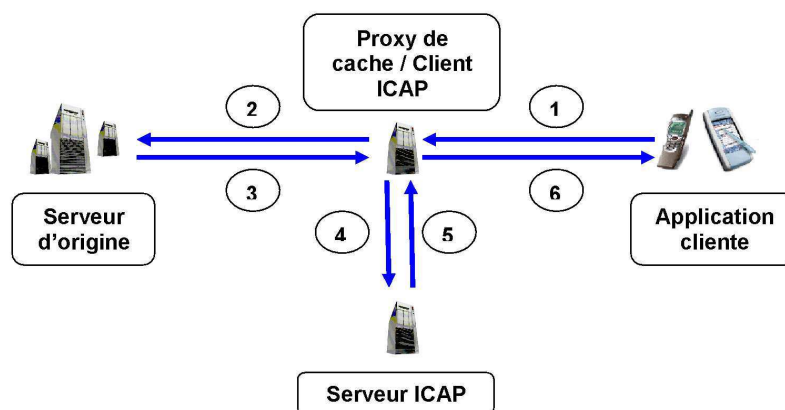 Proxy de
cache / Client
ICAP
2
1
3
6
Serveur
d'origine
4
5
Application
cliente
Serveur ICAP